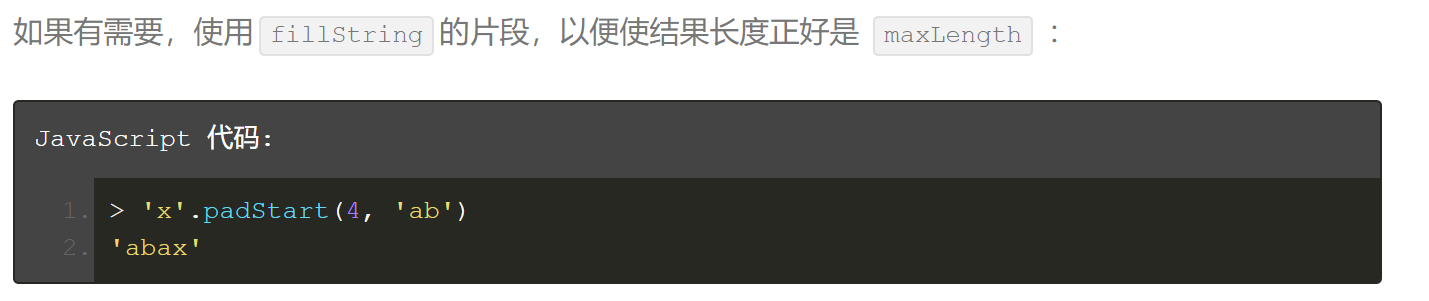 如果有需要，使用 fillString 的片段，以便使结果长度正好是 maxLength ：
JavaScript 代码:
1. > 'x'.padStart(4, 'ab')
2. 'abax'